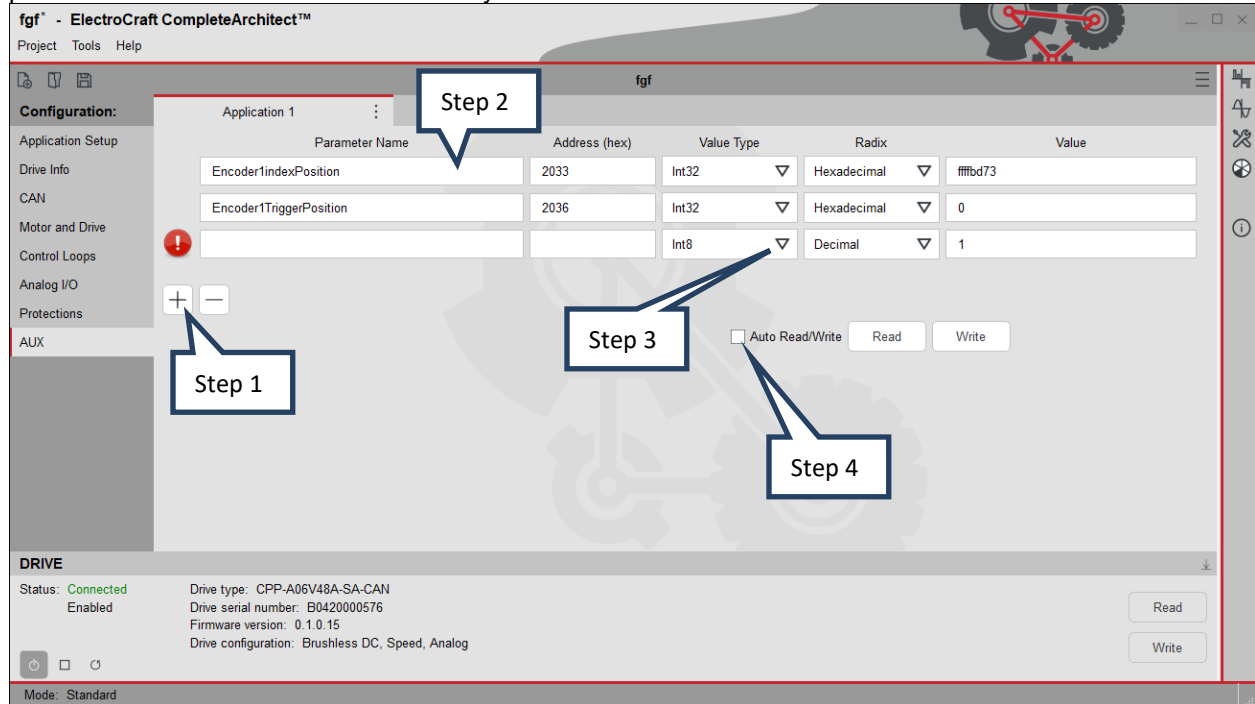 fgf* - ElectroCraft CompleteArchitect™
Project Tools Help
fgf
Configuration:
Application 1
Step 2
Application Setup
Parameter Name Address (hex) Value Type Radix Value
Drive Info
Encoder1indexPosition 2033 Int32 Hexadecimal ffffbd73
CAN
Encoder1TriggerPosition 2036 Int32 Hexadecimal 0
Motor and Drive
Int8 Decimal 1
Control Loops
Analog I/O
Protections
AUX
Step 3
Auto Read/Write Read Write
Step 1
Step 4
DRIVE
Status: Connected
Enabled
Drive type: CPP-A06V48A-SA-CAN
Drive serial number: B0420000576
Firmware version: 0.1.0.15
Drive configuration: Brushless DC, Speed, Analog
Read
Write
Mode: Standard